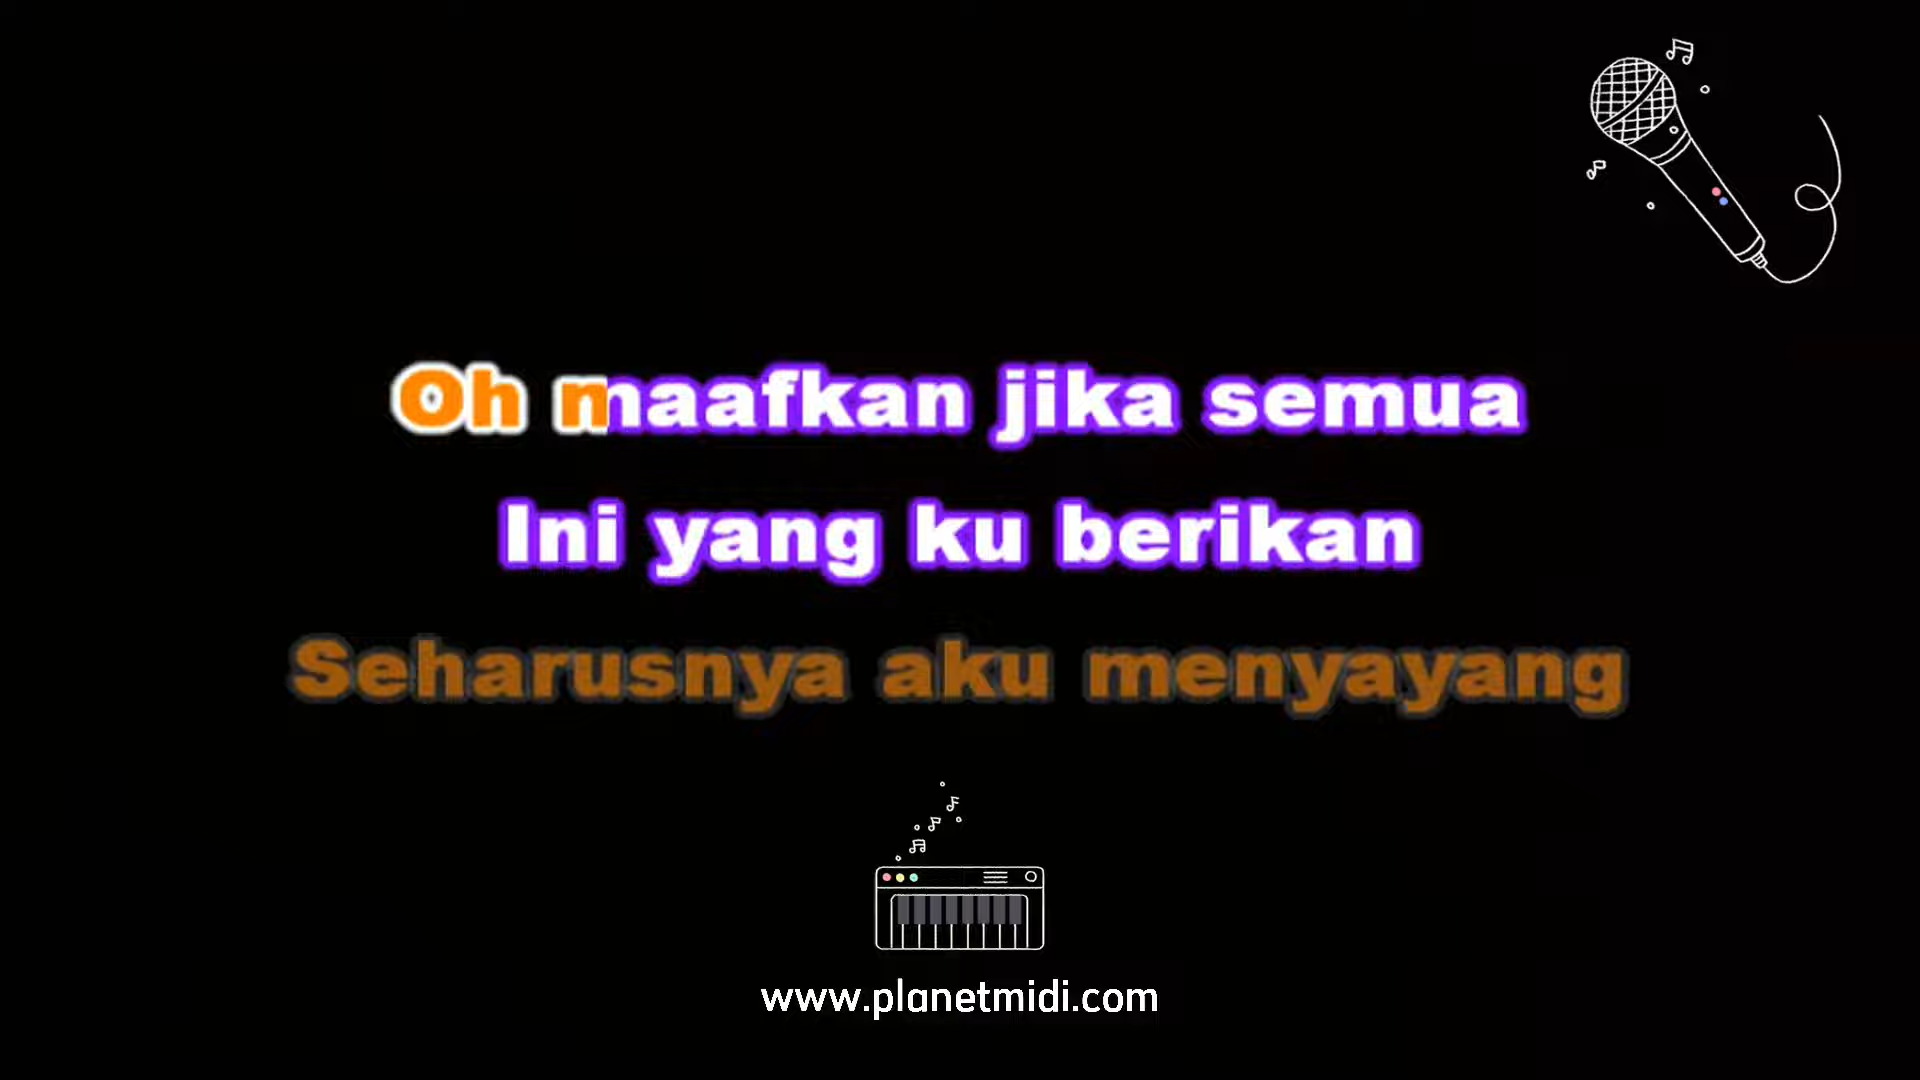 Oh maafkan jika semua
Ini yang ku berikan
Seharusnya aku menyayang
www.planetmidi.com